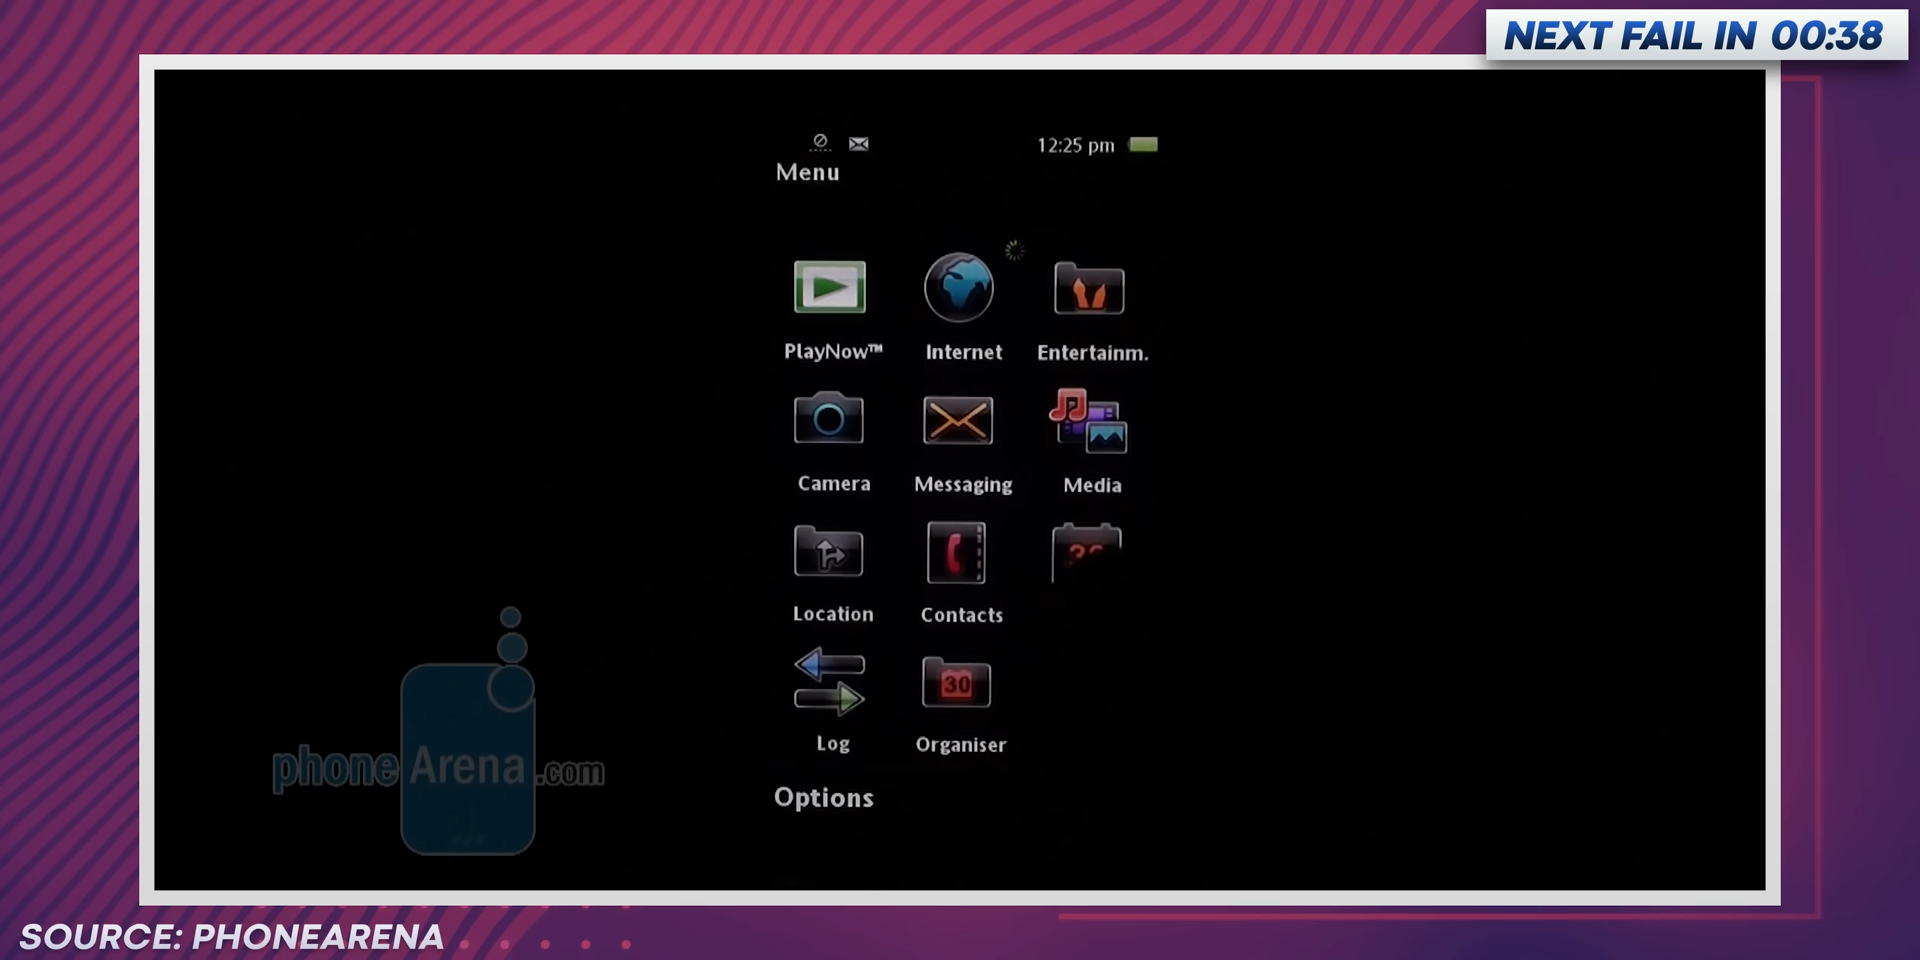 NEXT FAIL IN 00:38
12:25 pm
Menu
PlayNow™ Internet Entertainm.
Camera Messaging Media
Location Contacts
30
Log Organiser
Options
phoneArena.com
SOURCE: PHONEARENA